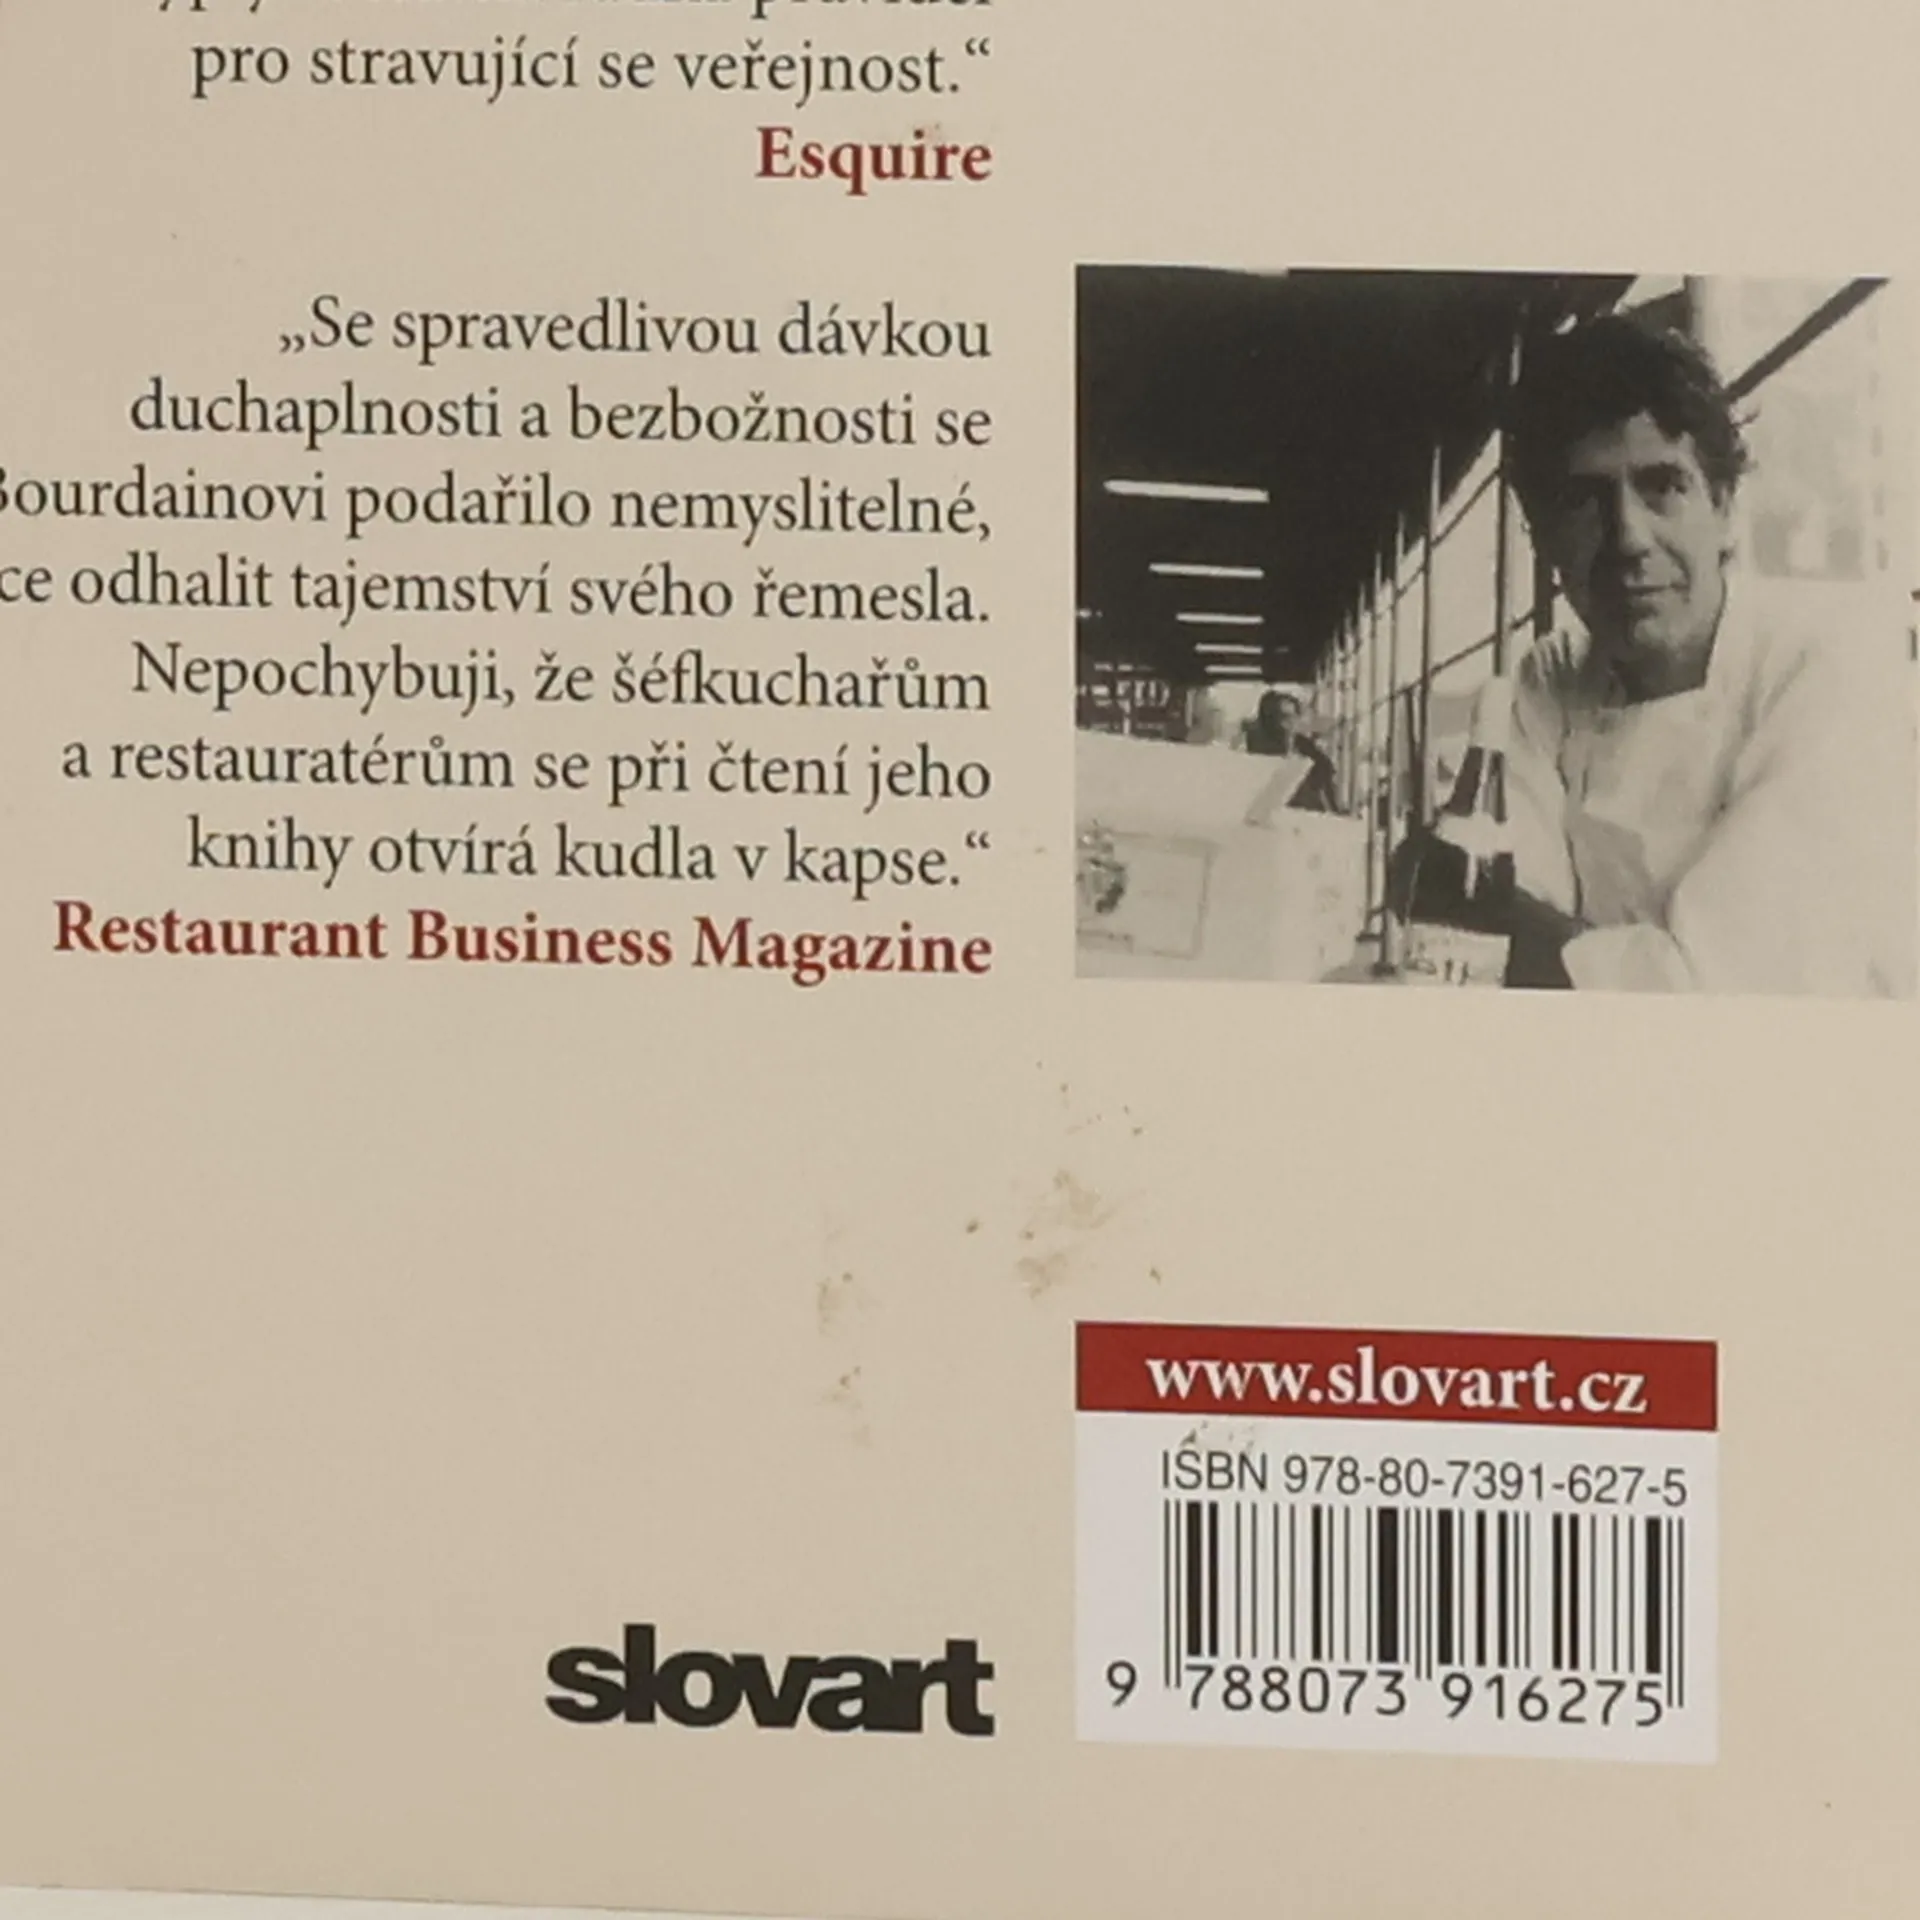 pro stravující se veřejnost.“
Esquire
„Se spravedlivou dávkou
duchaplnosti a bezbožnosti se
Bourdainovi podařilo nemyslitelné,
odhalit tajemství svého řemesla.
Nepochybuji, že šéfkuchařům
a restauratérům se při čtení jeho
knihy otvírá kudla v kapse.“
Restaurant Business Magazine
www.slovart.cz
ISBN 978-80-7391-627-5
9 788073 916275
slovart